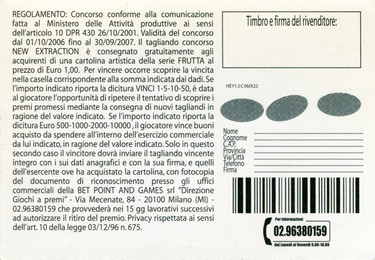 REGOLAMENTO: Concorso conforme alla comunicazione
fatta al Ministero delle Attività produttive ai sensi
dell'articolo 10 DPR 430 26/10/2001. Validità del concorso
dal 01/10/2006 fino al 30/09/2007. Il tagliando concorso
NEW EXTRACTION è consegnato gratuitamente agli
acquirenti di una cartolina artistica della serie FRUTTA al
prezzo di Euro 1,00. Per vincere occorre scoprire la vincita
nella casella corrispondente alla somma indicata dai dadi. Se
l'importo indicato riporta la dicitura VINCI 1-5-10-50, è data
al giocatore l'opportunità di ripetere il tentativo di scoprire i
premi promessi mediante la consegna di nuovi tagliandi in
ragione del valore indicato. Se l'importo indicato riporta la
dicitura Euro 500-1000-2000-10000 , il giocatore vince buoni
acquisto da spendere all'interno dell'esercizio commerciale
da lui indicato, in ragione del valore indicato. Solo in questo
secondo caso il vincitore dovrà inviare il tagliando vincente
integro con i sui dati anagrafici e con la sua firma, e quelli
dell'esercente ove ha acquistato la cartolina, con fotocopia
del documento di riconoscimento presso gli uffici
commerciali della BET POINT AND GAMES srl "Direzione
Giochi a premi" - Via Mecenate, 84 - 20100 Milano (MI) -
02.96380159 che provvederà nei 15 gg lavorativi successivi
ad autorizzare il ritiro del premio. Privacy rispettata ai sensi
dell'art. 10 della legge 03/12/96 n. 675.
Timbro e firma del rivenditore:
Nome
Cognome
C.A.P.
Provincia
Via/Città
Telefono
Firma
Per Informazioni
02.96380159
dal Lunedì al Venerdì 9.00-18.00